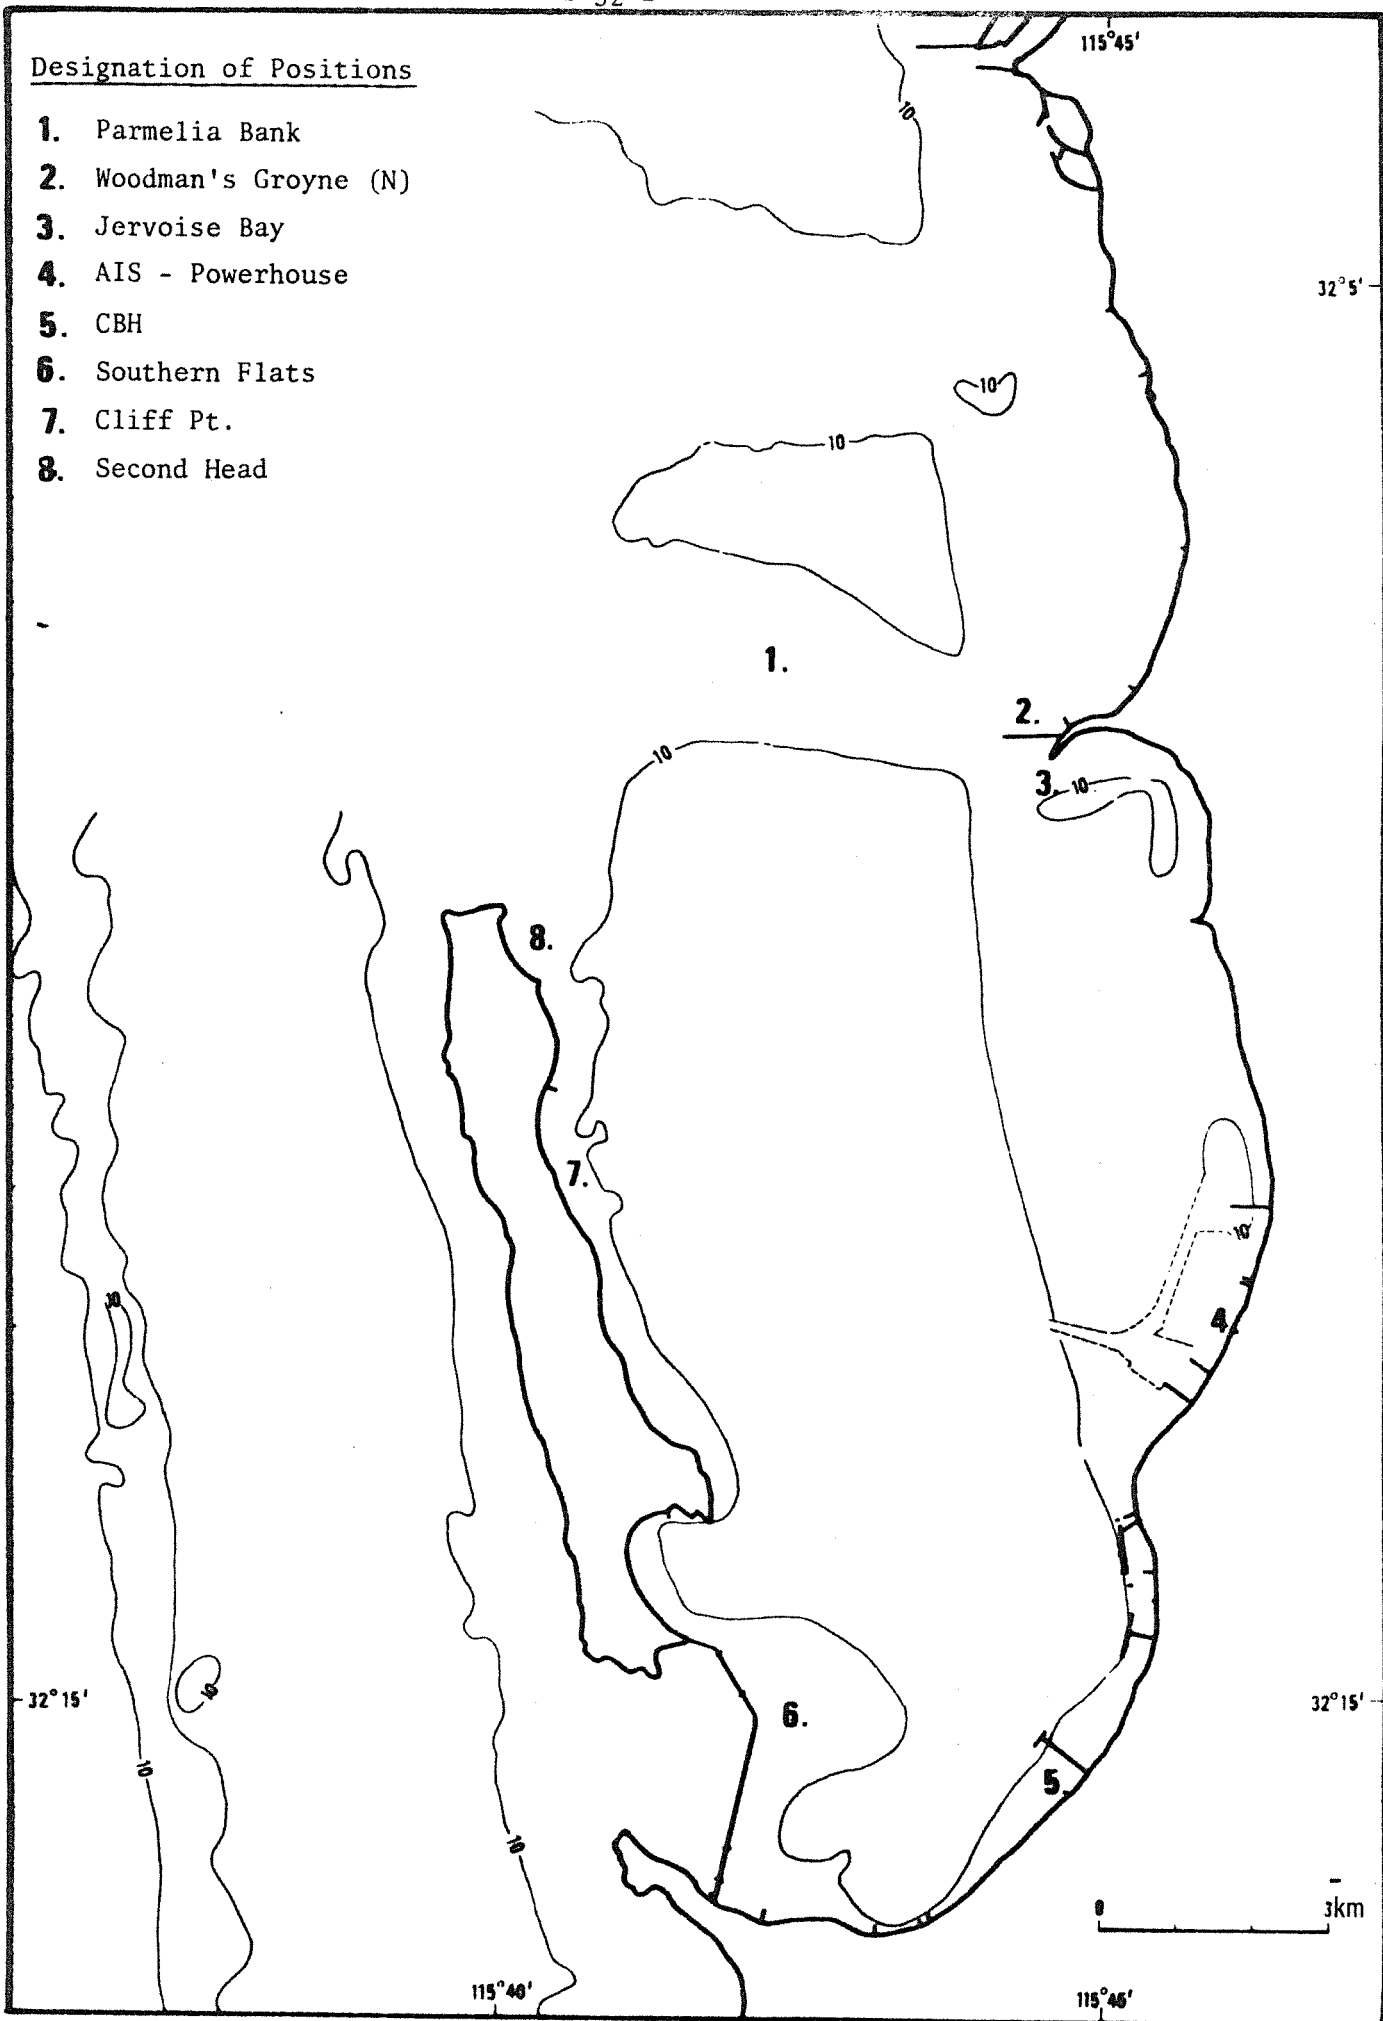 - 32 -
Designation of Positions
1. Parmelia Bank
2. Woodman's Groyne (N)
3. Jervoise Bay
4. AIS - Powerhouse
5. CBH
6. Southern Flats
7. Cliff Pt.
8. Second Head
115°45'
10
32°5'
10
10
1.
2.
10
3. 10
8.
7.
10
10
4.
32°15'
10
32°15'
6.
10
5.
10
0 3km
115°40'
115°45'